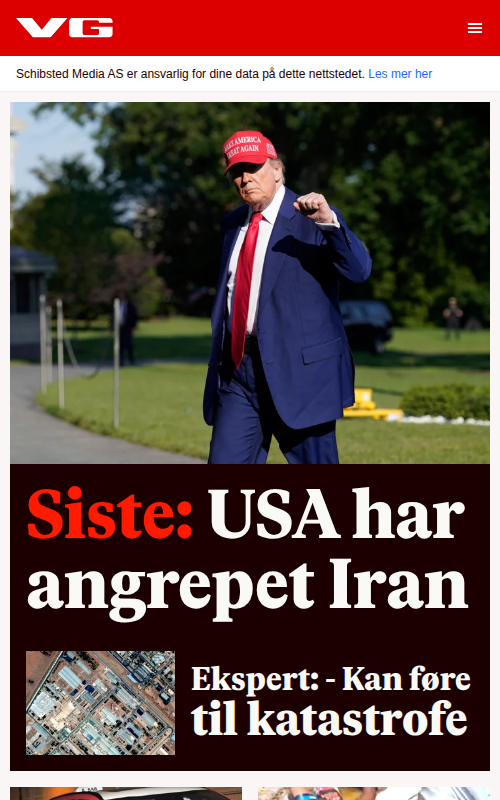 VG
Schibsted Media AS er ansvarlig for dine data på dette nettstedet. Les mer her
MAKE AMERICA
GREAT AGAIN
Siste: USA har
angrepet Iran
Ekspert: - Kan føre
til katastrofe